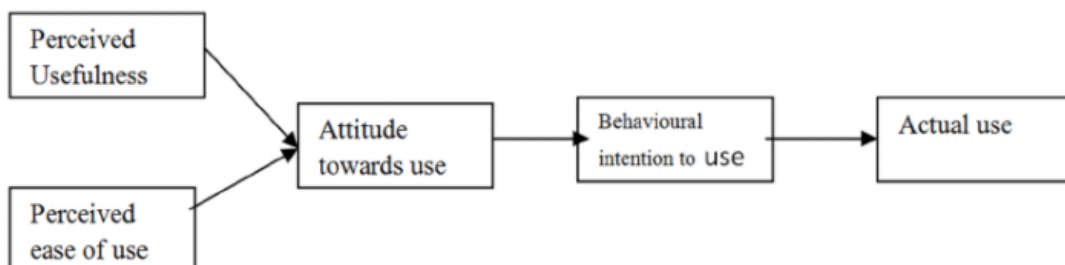 Perceived
Usefulness
Attitude
towards use
Behavioural
intention to use
Actual use
Perceived
ease of use